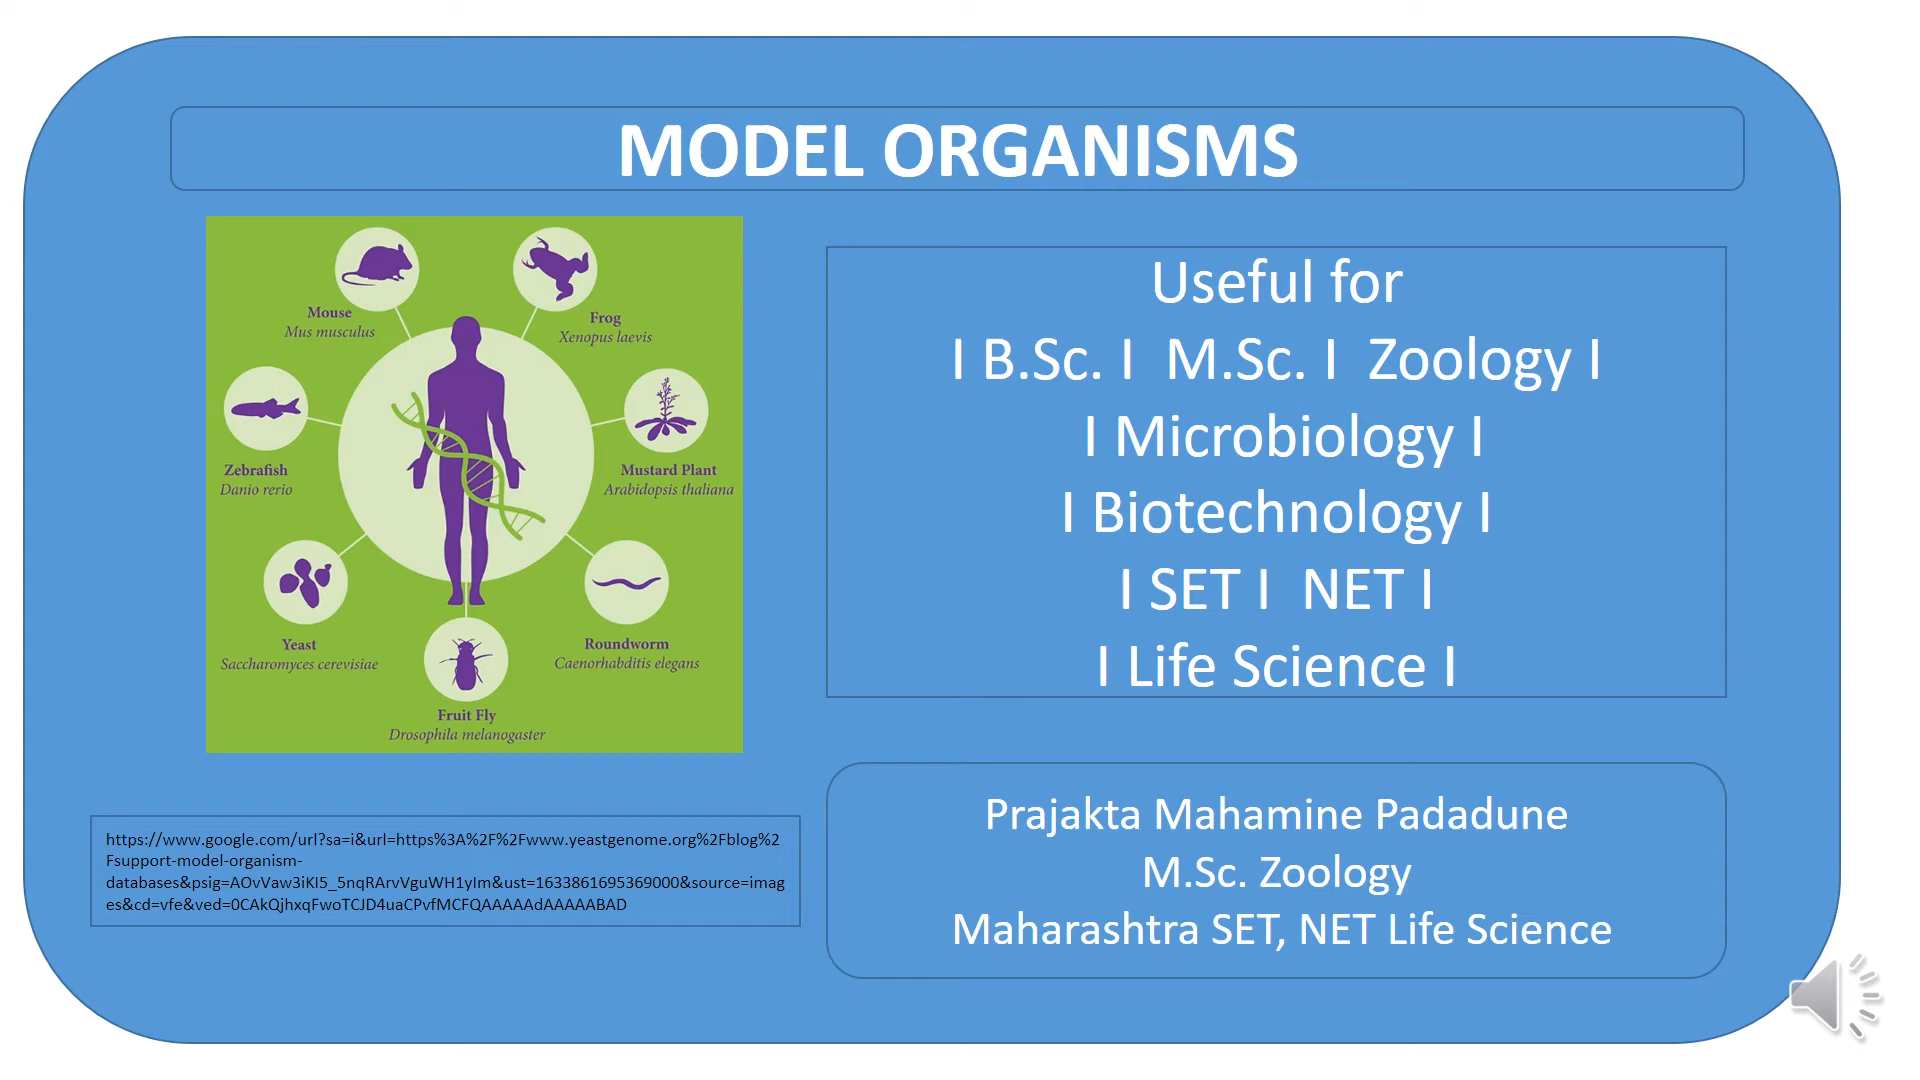 MODEL ORGANISMS
Mouse
Mus musculus
Frog
Xenopus laevis
Zebrafish
Danio rerio
Mustard Plant
Arabidopsis thaliana
Yeast
Saccharomyces cerevisiae
Roundworm
Caenorhabditis elegans
Fruit Fly
Drosophila melanogaster
Useful for
I B.Sc. I M.Sc. I Zoology I
I Microbiology I
I Biotechnology I
I SET I NET I
I Life Science I
https://www.google.com/url?sa=i&url=https%3A%2F%2Fwww.yeastgenome.org%2Fblog%2
Fsupport-model-organism-
databases&psig=AOvVaw3iKI5_5nqRArvVguWH1yIm&ust=1633861695369000&source=imag
es&cd=vfe&ved=0CAkQjhxqFwoTCJD4uaCPvfMCFQAAAAAdAAAAABAD
Prajakta Mahamine Padadune
M.Sc. Zoology
Maharashtra SET, NET Life Science